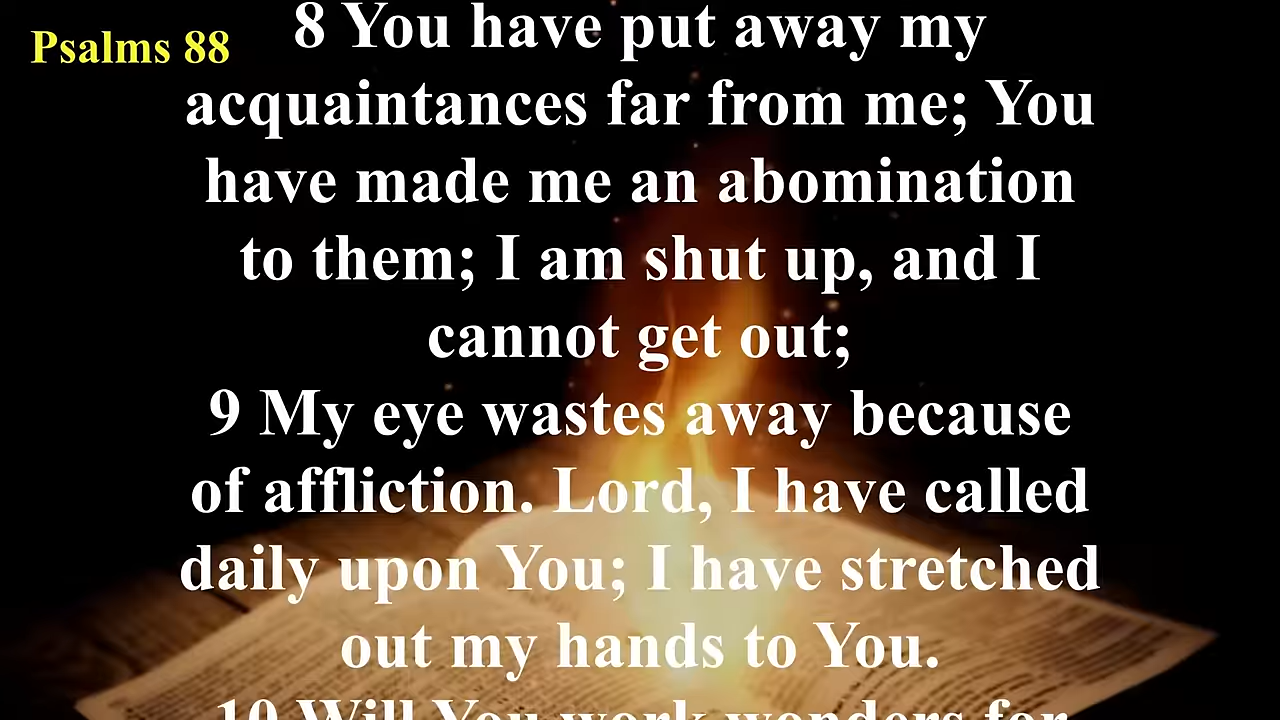 Psalms 88
8 You have put away my
acquaintances far from me; You
have made me an abomination
to them; I am shut up, and I
cannot get out;
9 My eye wastes away because
of affliction. Lord, I have called
daily upon You; I have stretched
out my hands to You.
10 Will You work wonders for